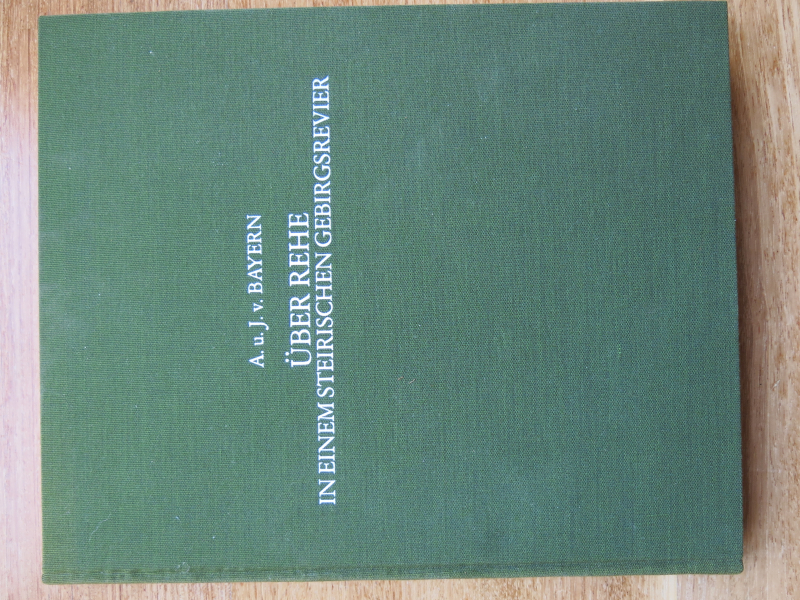 A. u. J. v. BAYERN
ÜBER REHE
IN EINEM STEIRISCHEN GEBIRGSREVIER